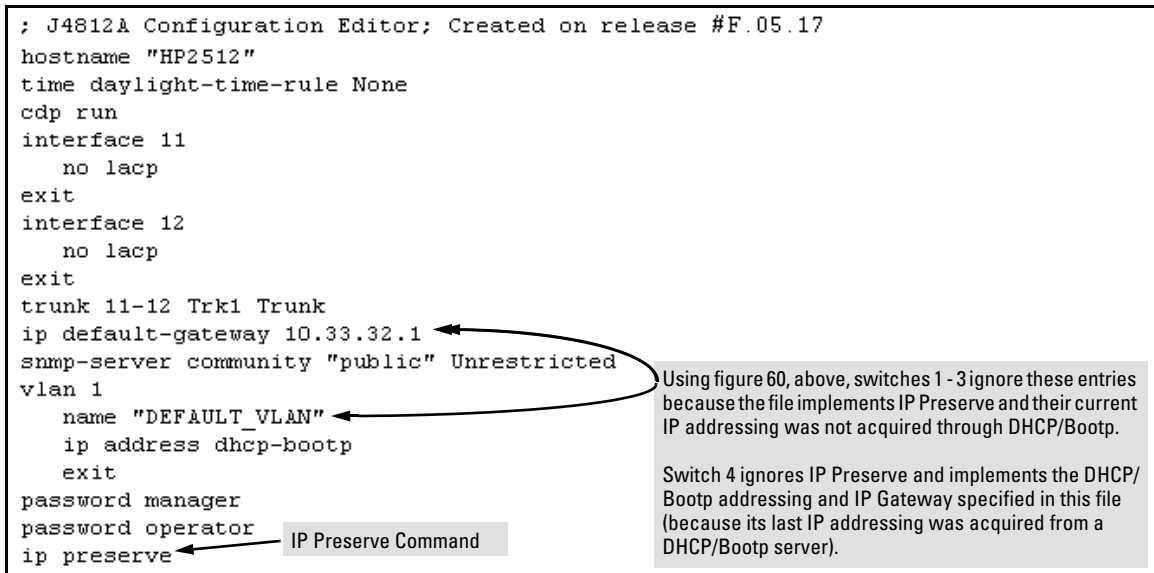 ; J4812A Configuration Editor; Created on release #F.05.17
hostname "HP2512"
time daylight-time-rule None
cdp run
interface 11
   no lacp
exit
interface 12
   no lacp
exit
trunk 11-12 Trk1 Trunk
ip default-gateway 10.33.32.1
snmp-server community "public" Unrestricted
vlan 1
   name "DEFAULT_VLAN"
   ip address dhcp-bootp
   exit
password manager
password operator
ip preserve
IP Preserve Command
Using figure 60, above, switches 1 - 3 ignore these entries
because the file implements IP Preserve and their current
IP addressing was not acquired through DHCP/Bootp.
Switch 4 ignores IP Preserve and implements the DHCP/
Bootp addressing and IP Gateway specified in this file
(because its last IP addressing was acquired from a
DHCP/Bootp server).